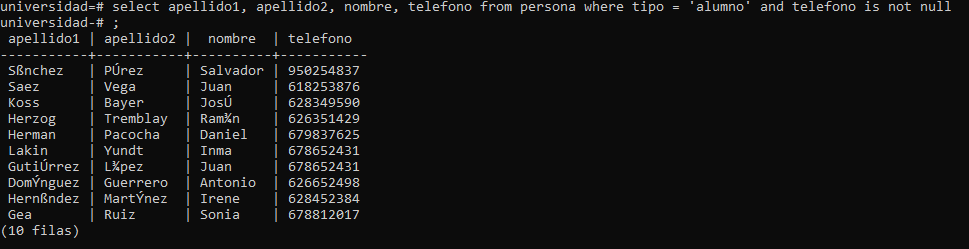 universidad=# select apellido1, apellido2, nombre, telefono from persona where tipo = 'alumno' and telefono is not null
universidad-# ;
 apellido1 | apellido2 |  nombre  | telefono
-----------+-----------+----------+-----------
 Sßnchez   | PÚrez     | Salvador | 950254837
 Saez      | Vega      | Juan     | 618253876
 Koss      | Bayer     | JosÚ     | 628349590
 Herzog    | Tremblay  | Ram¾n    | 626351429
 Herman    | Pacocha   | Daniel   | 679837625
 Lakin     | Yundt     | Inma     | 678652431
 GutiÚrrez | L¾pez     | Juan     | 678652431
 DomÝnguez | Guerrero  | Antonio  | 626652498
 Hernßndez | MartÝnez  | Irene    | 628452384
 Gea       | Ruiz      | Sonia    | 678812017
(10 filas)